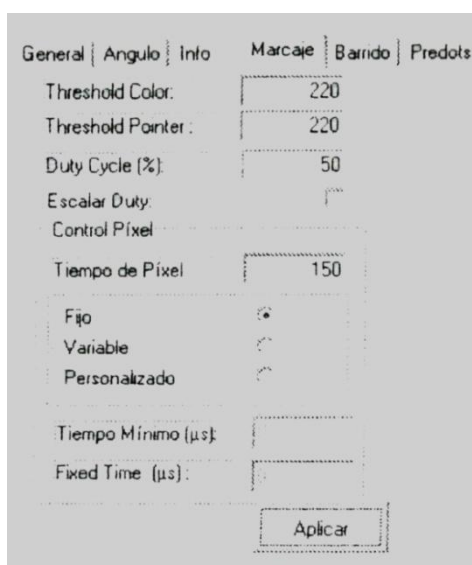 General Angulo Info Marcaje Barrido Predots
Threshold Color: 220
Threshold Pointer : 220
Duty Cycle (%): 50
Escalar Duty:
Control Píxel
Tiempo de Píxel 150
Fijo
Variable
Personalizado
Tiempo Mínimo (µs):
Fixed Time (µs) :
Aplicar